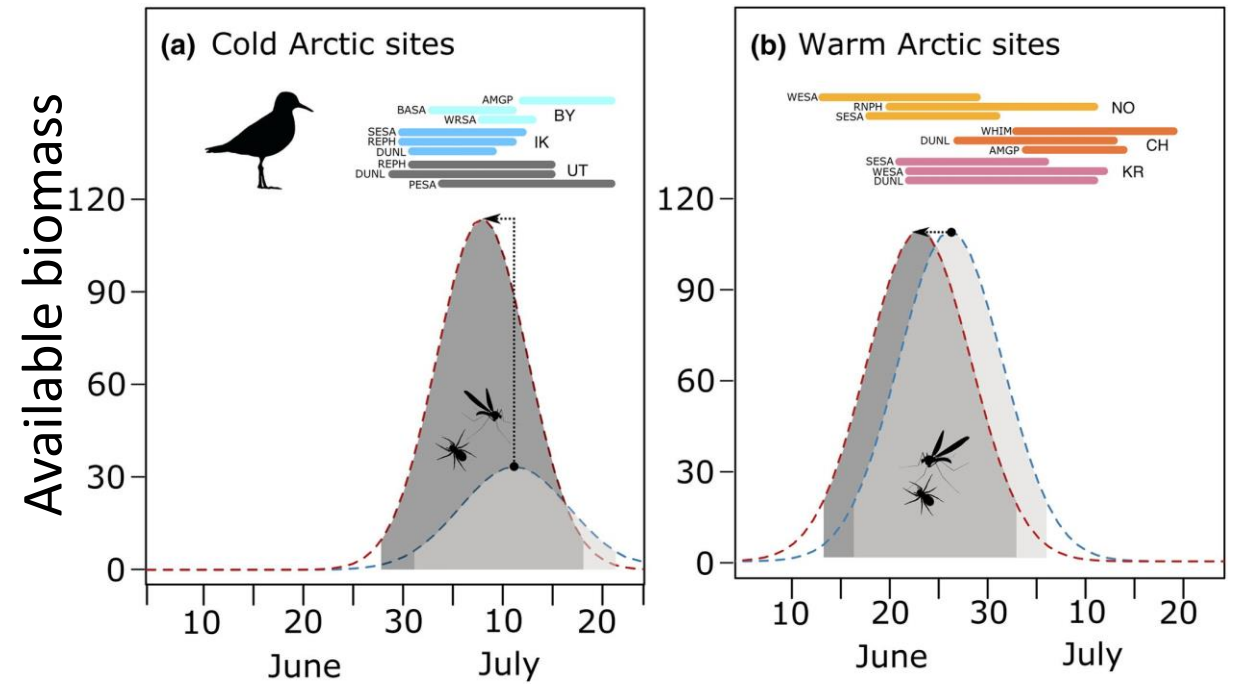 (a) Cold Arctic sites
AMGP
BASA
BY
WRSA
SESA
REPH
IK
DUNL
REPH
UT
DUNL
PESA
Available biomass
120
90
60
30
0
10 20 30 10 20
June July
(b) Warm Arctic sites
WESA
RNPH
NO
SESA
WHIM
DUNL
CH
AMGP
SESA
WESA
KR
DUNL
120
90
60
30
0
10 20 30 10 20
June July